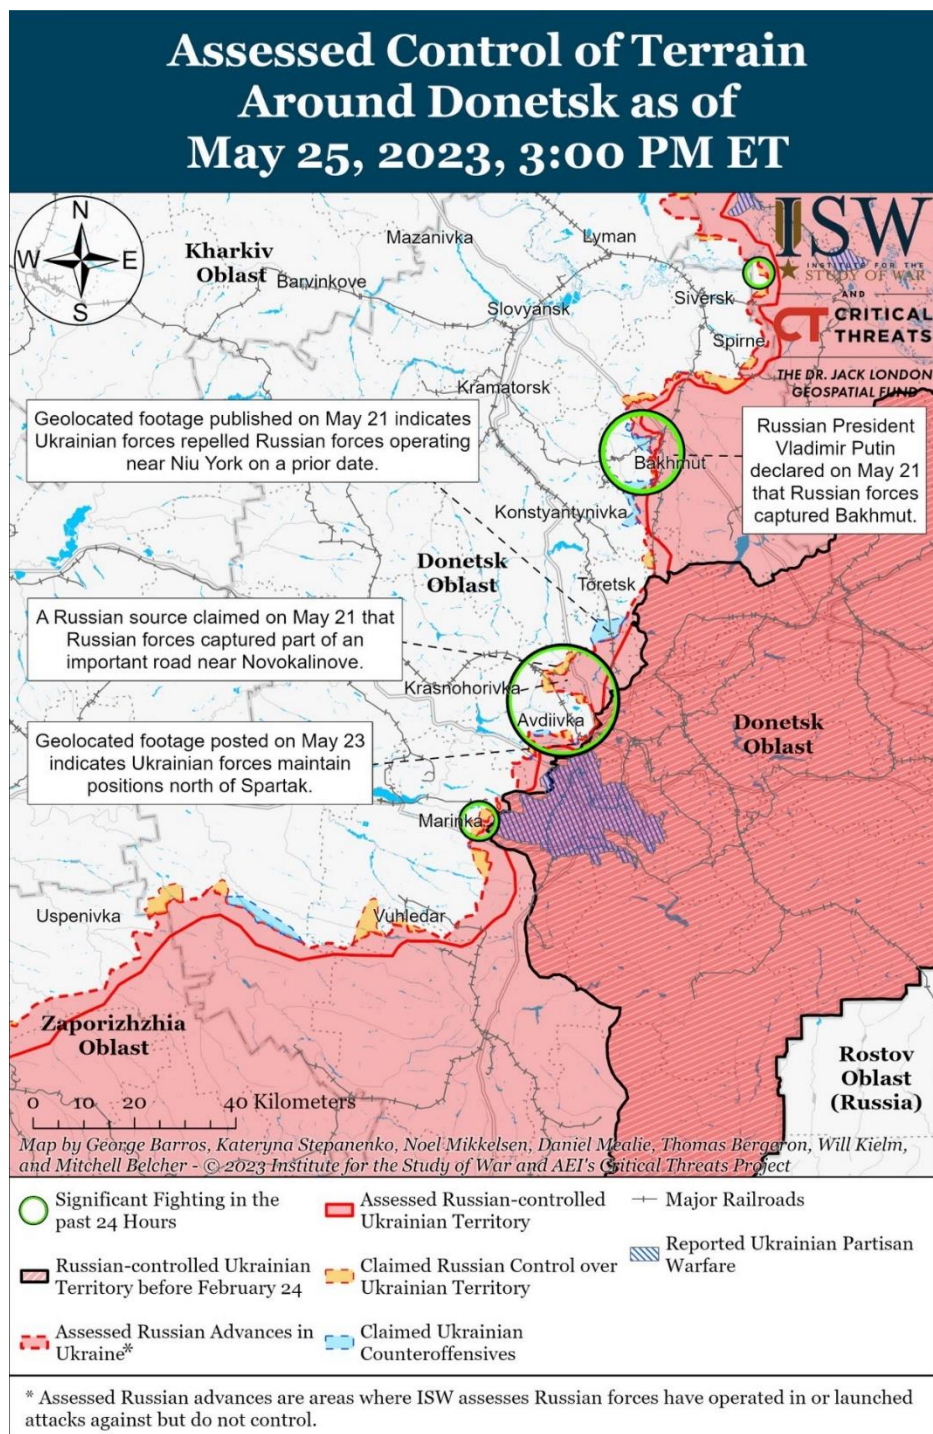 Assessed Control of Terrain
Around Donetsk as of
May 25, 2023, 3:00 PM ET
N
W
E
S
ISW
INSTITUTE FOR THE
STUDY OF WAR
AND
CT CRITICAL
THREATS
THE DR. JACK LONDON
GEOSPATIAL FUND
Kharkiv
Oblast
Mazanivka
Lyman
Barvinkove
Slovyansk
Siversk
Spirne
Kramatorsk
Geolocated footage published on May 21 indicates
Ukrainian forces repelled Russian forces operating
near Niu York on a prior date.
Russian President
Vladimir Putin
declared on May 21
that Russian forces
captured Bakhmut.
Bakhmut
Konstyantynivka
Donetsk
Oblast
Toretsk
A Russian source claimed on May 21 that
Russian forces captured part of an
important road near Novokalinove.
Krasnohorivka
Avdiivka
Donetsk
Oblast
Geolocated footage posted on May 23
indicates Ukrainian forces maintain
positions north of Spartak.
Marinka
Uspenivka
Vuhledar
Zaporizhzhia
Oblast
Rostov
Oblast
(Russia)
0 10 20 40 Kilometers
Map by George Barros, Kateryna Stepanenko, Noel Mikkelsen, Daniel Mealie, Thomas Bergeron, Will Kielm,
and Mitchell Belcher - © 2023 Institute for the Study of War and AEI's Critical Threats Project
Significant Fighting in the
past 24 Hours
Russian-controlled Ukrainian
Territory before February 24
Assessed Russian Advances in
Ukraine*
Assessed Russian-controlled
Ukrainian Territory
Claimed Russian Control over
Ukrainian Territory
Claimed Ukrainian
Counteroffensives
Major Railroads
Reported Ukrainian Partisan
Warfare
* Assessed Russian advances are areas where ISW assesses Russian forces have operated in or launched
attacks against but do not control.